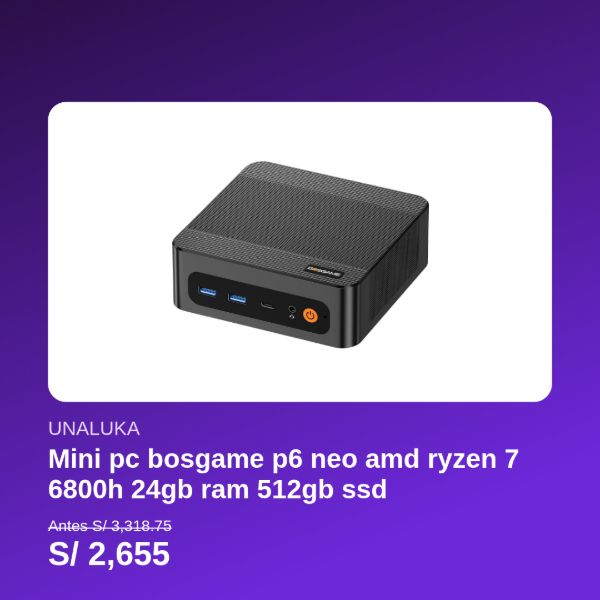 BOSGAME
UNALUKA
Mini pc bosgame p6 neo amd ryzen 7
6800h 24gb ram 512gb ssd
Antes S/ 3,318.75
S/ 2,655